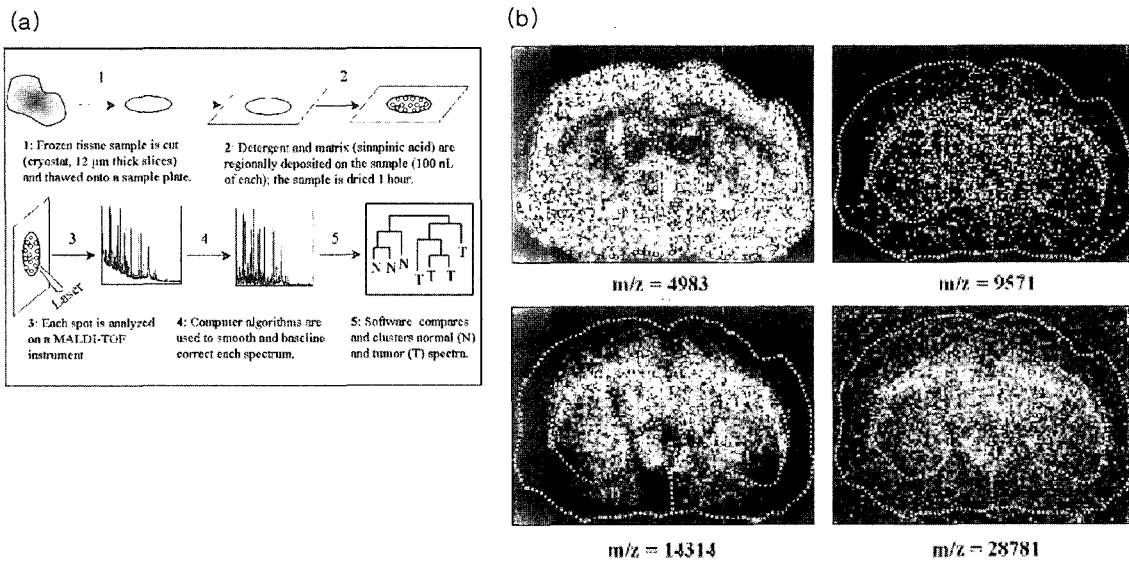 (a)
1
2
1: Frozen tissue sample is cut
(cryostat, 12 μm thick slices)
and thawed onto a sample plate.
2: Detergent and matrix (sinapinic acid) are
regionally deposited on the sample (100 nL
of each); the sample is dried 1 hour.
3
4
5
Laser
N N N T T T T
3: Each spot is analyzed
on a MALDI-TOF
instrument
4: Computer algorithms are
used to smooth and baseline
correct each spectrum.
5: Software compares
and clusters normal (N)
and tumor (T) spectra.
(b)
m/z = 4983
m/z = 9571
m/z = 14314
m/z = 28781